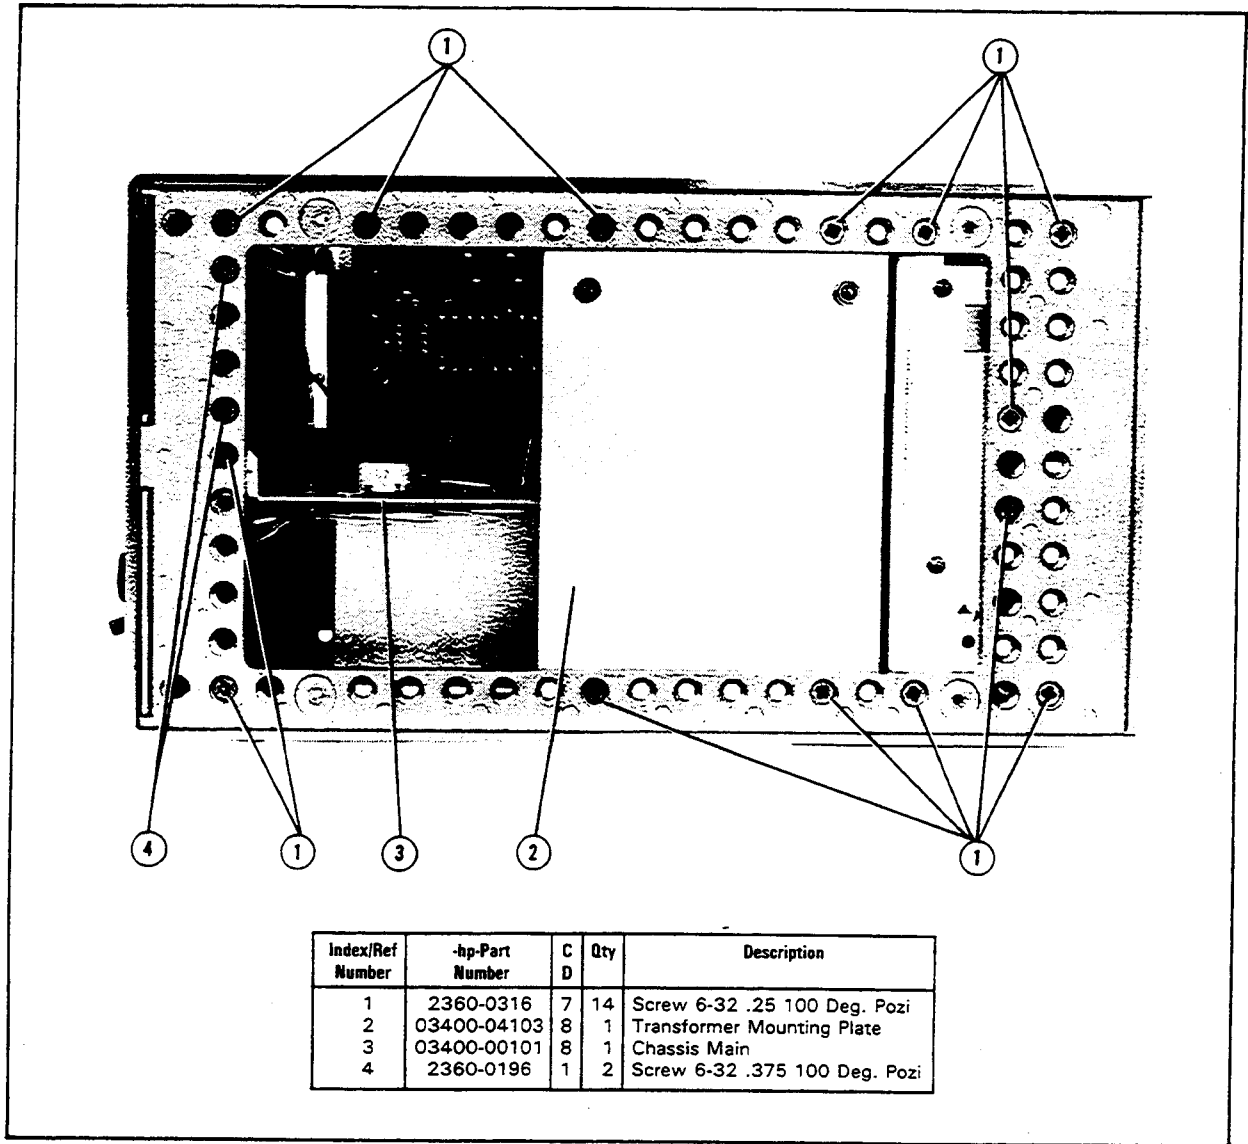 1
1
4
1
3
2
1
Index/Ref Number -hp-Part Number C D Qty Description
1 2360-0316 7 14 Screw 6-32 .25 100 Deg. Pozi
2 03400-04103 8 1 Transformer Mounting Plate
3 03400-00101 8 1 Chassis Main
4 2360-0196 1 2 Screw 6-32 .375 100 Deg. Pozi